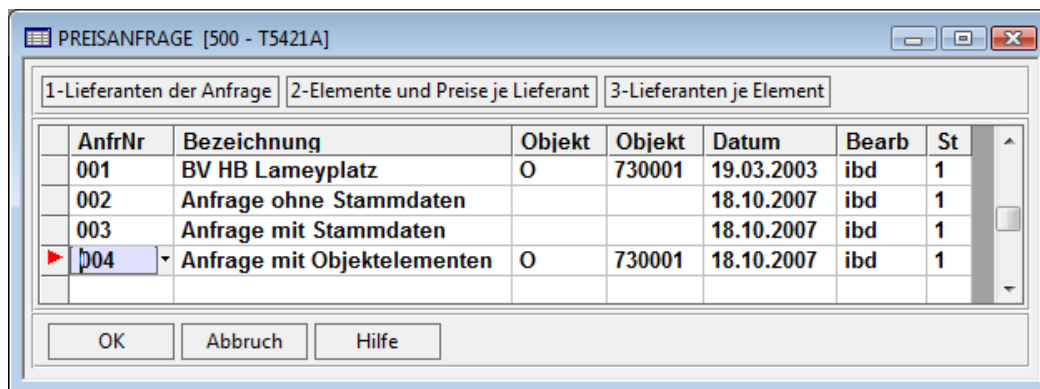 PREISANFRAGE [500 - T5421A]
1-Lieferanten der Anfrage 2-Elemente und Preise je Lieferant 3-Lieferanten je Element
AnfrNr Bezeichnung Objekt Objekt Datum Bearb St
001 BV HB Lameyplatz O 730001 19.03.2003 ibd 1
002 Anfrage ohne Stammdaten 18.10.2007 ibd 1
003 Anfrage mit Stammdaten 18.10.2007 ibd 1
004 Anfrage mit Objektelementen O 730001 18.10.2007 ibd 1
OK Abbruch Hilfe